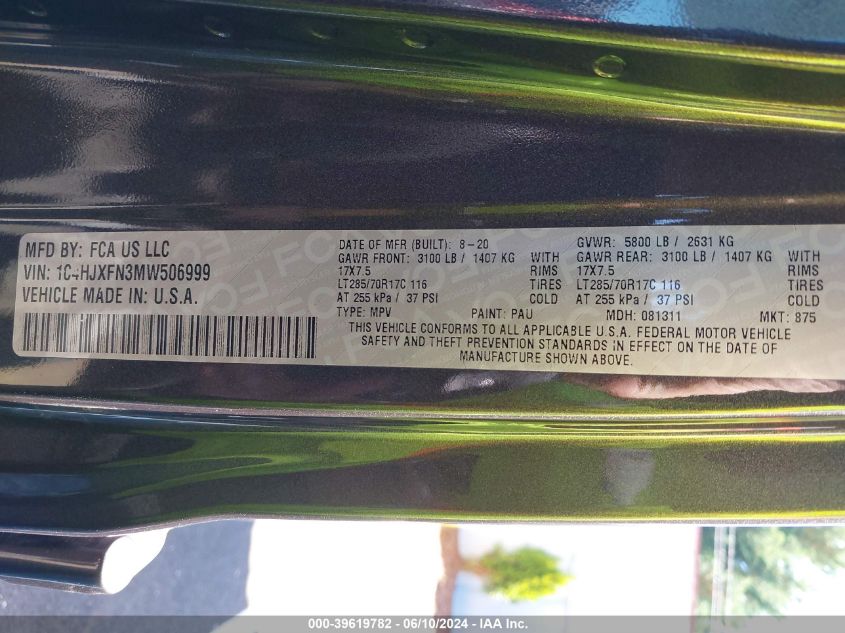 MFD BY: FCA US LLC
VIN: 1C4HJXFN3MW506999
VEHICLE MADE IN: U.S.A.
DATE OF MFR (BUILT): 8-20 GVWR: 5800 LB / 2631 KG
GAWR FRONT: 3100 LB / 1407 KG WITH GAWR REAR: 3100 LB / 1407 KG WITH
17X7.5 RIMS 17X7.5 RIMS
LT285/70R17C 116 TIRES LT285/70R17C 116 TIRES
AT 255 kPa / 37 PSI COLD AT 255 kPa / 37 PSI COLD
TYPE: MPV PAINT: PAU MDH: 081311 MKT: 875
THIS VEHICLE CONFORMS TO ALL APPLICABLE U.S.A. FEDERAL MOTOR VEHICLE
SAFETY AND THEFT PREVENTION STANDARDS IN EFFECT ON THE DATE OF
MANUFACTURE SHOWN ABOVE.
000-39619782 - 06/10/2024 - IAA Inc.